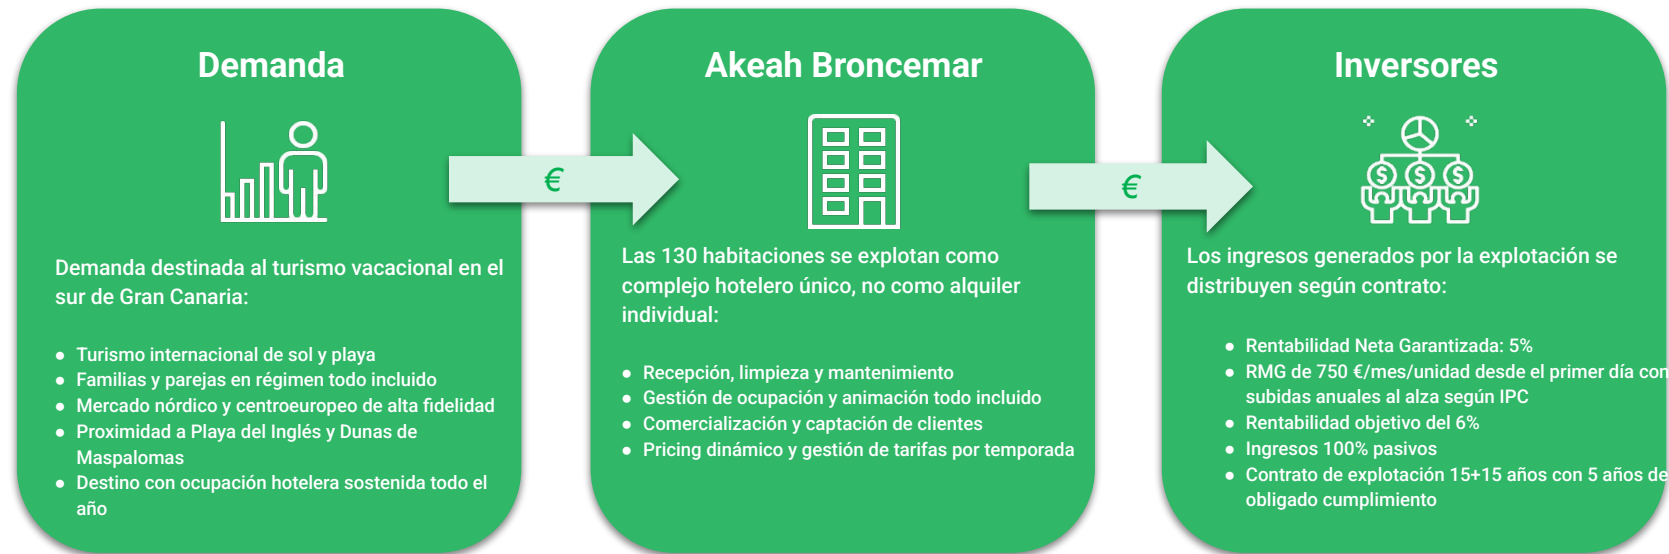 Demanda
Demanda destinada al turismo vacacional en el
sur de Gran Canaria:
● Turismo internacional de sol y playa
● Familias y parejas en régimen todo incluido
● Mercado nórdico y centroeuropeo de alta fidelidad
● Proximidad a Playa del Inglés y Dunas de
Maspalomas
● Destino con ocupación hotelera sostenida todo el
año
€
Akeah Broncemar
Las 130 habitaciones se explotan como
complejo hotelero único, no como alquiler
individual:
● Recepción, limpieza y mantenimiento
● Gestión de ocupación y animación todo incluido
● Comercialización y captación de clientes
● Pricing dinámico y gestión de tarifas por temporada
€
Inversores
$ $ $
Los ingresos generados por la explotación se
distribuyen según contrato:
● Rentabilidad Neta Garantizada: 5%
● RMG de 750 €/mes/unidad desde el primer día con
subidas anuales al alza según IPC
● Rentabilidad objetivo del 6%
● Ingresos 100% pasivos
● Contrato de explotación 15+15 años con 5 años de
obligado cumplimiento